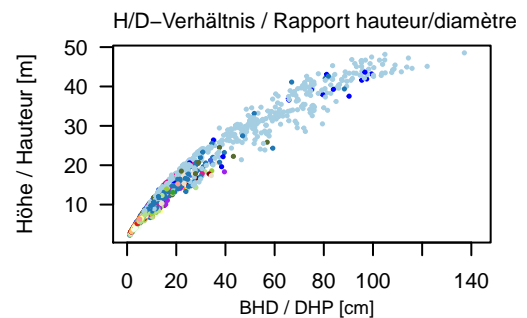 H/D−Verhältnis / Rapport hauteur/diamètre
Höhe / Hauteur [m]
50
40
30
20
10
0 20 40 60 80 100 140
BHD / DHP [cm]